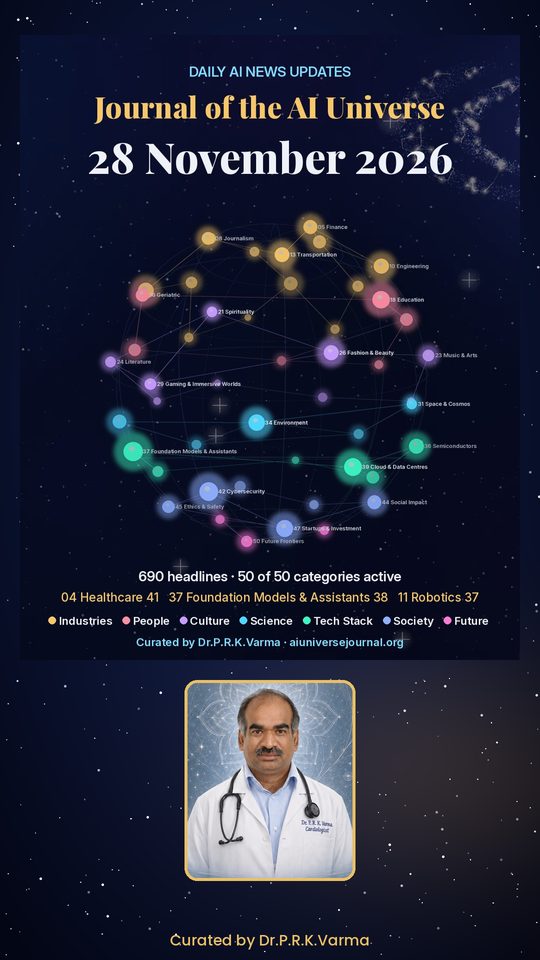 DAILY AI NEWS UPDATES
Journal of the AI Universe
28 November 2026
05 Finance
08 Journalism
13 Transportation
10 Engineering
16 Geriatric
18 Education
21 Spirituality
26 Fashion & Beauty
23 Music & Arts
24 Literature
29 Gaming & Immersive Worlds
31 Space & Cosmos
34 Environment
36 Semiconductors
37 Foundation Models & Assistants
39 Cloud & Data Centres
42 Cybersecurity
44 Social Impact
45 Ethics & Safety
47 Startups & Investment
50 Future Frontiers
690 headlines · 50 of 50 categories active
04 Healthcare 41 37 Foundation Models & Assistants 38 11 Robotics 37
Industries People Culture Science Tech Stack Society Future
Curated by Dr.P.R.K.Varma · aiuniversejournal.org
Dr. P. R. K. Varma
Cardiologist
Curated by Dr.P.R.K.Varma